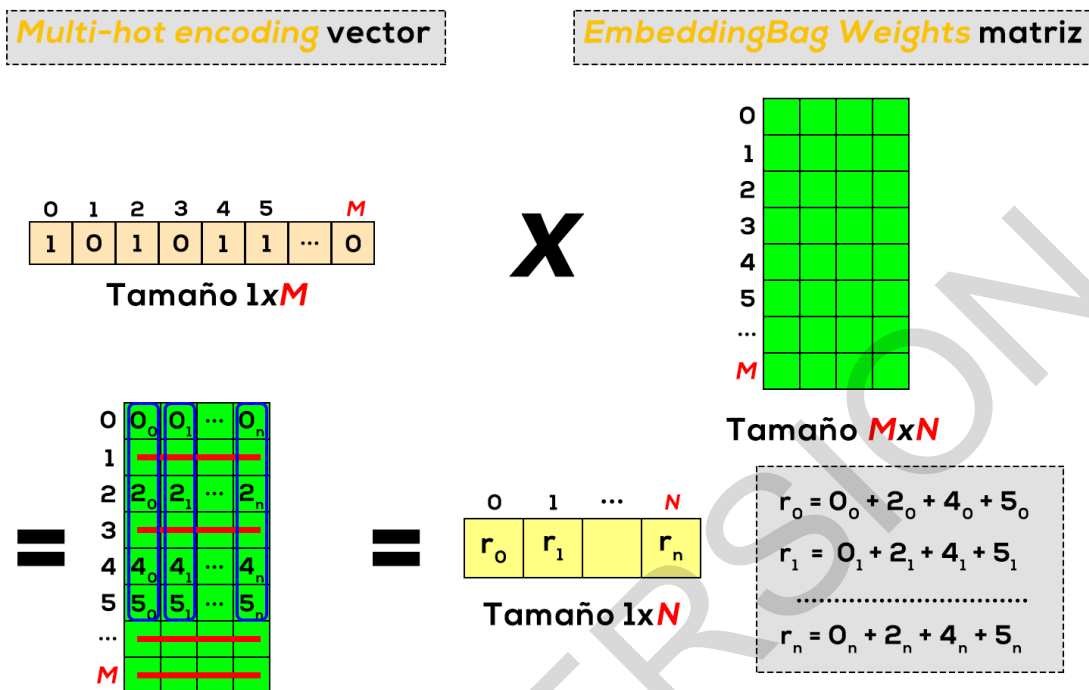 Multi-hot encoding vector
EmbeddingBag Weights matriz
0 1 2 3 4 5 M
1 0 1 0 1 1 ... 0
Tamaño 1xM
X
0
1
2
3
4
5
...
M
Tamaño MxN
=
0 0₀ 0₁ ... 0ₙ
1
2 2₀ 2₁ ... 2ₙ
3
4 4₀ 4₁ ... 4ₙ
5 5₀ 5₁ ... 5ₙ
...
M
=
0 1 ... N
r₀ r₁ rₙ
Tamaño 1xN
r₀ = 0₀ + 2₀ + 4₀ + 5₀
r₁ = 0₁ + 2₁ + 4₁ + 5₁
................................
rₙ = 0ₙ + 2ₙ + 4ₙ + 5ₙ
VERSION